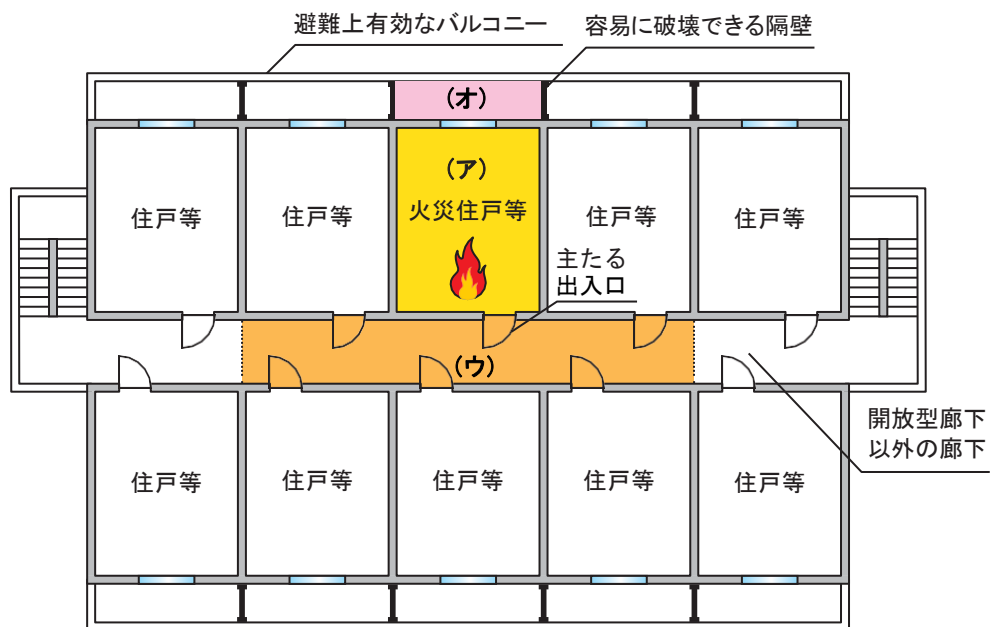 避難上有効なバルコニー
容易に破壊できる隔壁
(オ)
(ア)
住戸等
住戸等
火災住戸等
住戸等
住戸等
主たる
出入口
(ウ)
開放型廊下
以外の廊下
住戸等
住戸等
住戸等
住戸等
住戸等